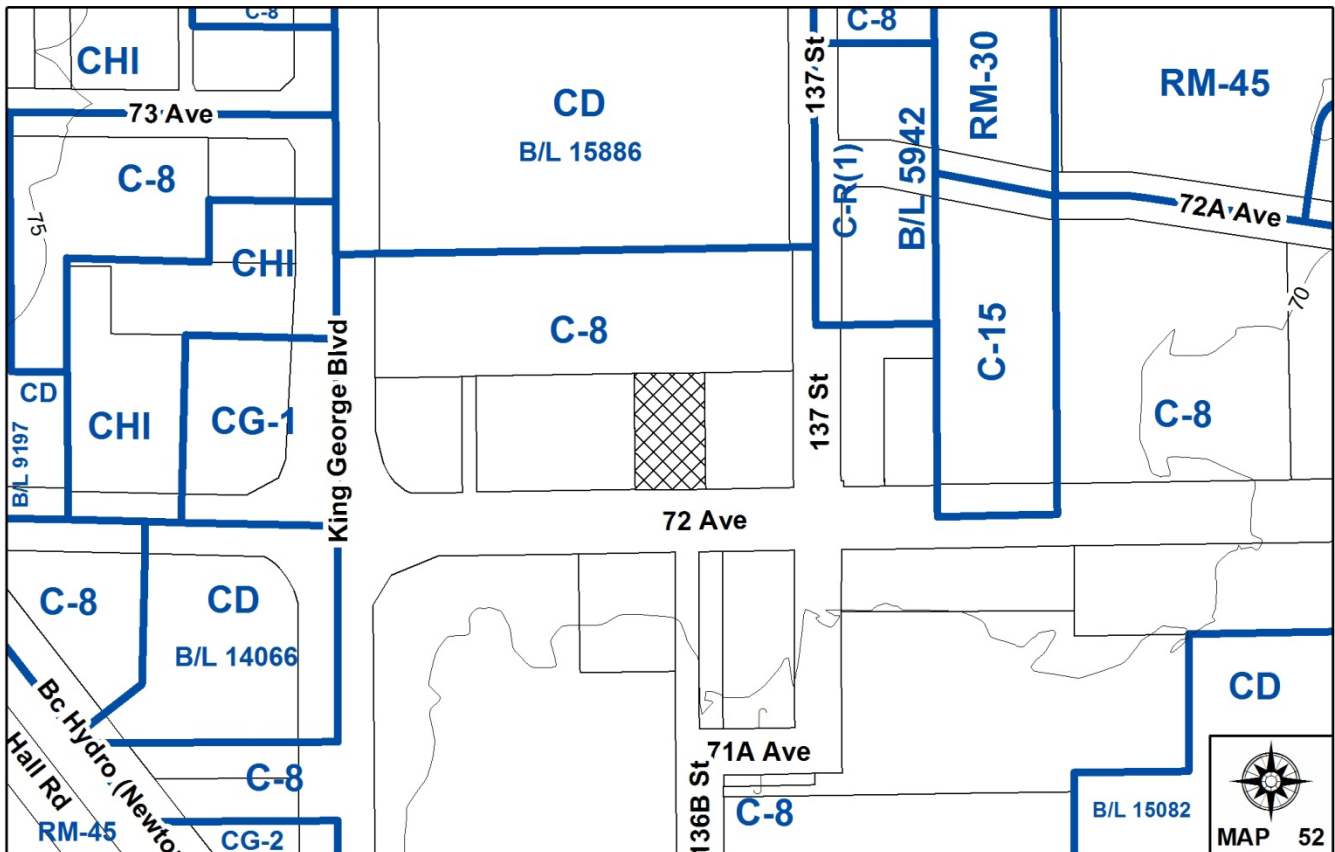 C-8
C-8
CHI
CD
RM-30
RM-45
73 Ave
137 St
B/L 15886
C-R(1)
B/L 5942
C-8
72A Ave
75
CHI
70
C-8
C-15
King George Blvd
CD
CHI
CG-1
137 St
C-8
B/L 9197
72 Ave
C-8
CD
B/L 14066
CD
Bc Hydro (Newto
71A Ave
Hall Rd
C-8
136B St
C-8
B/L 15082
RM-45
CG-2
MAP 52